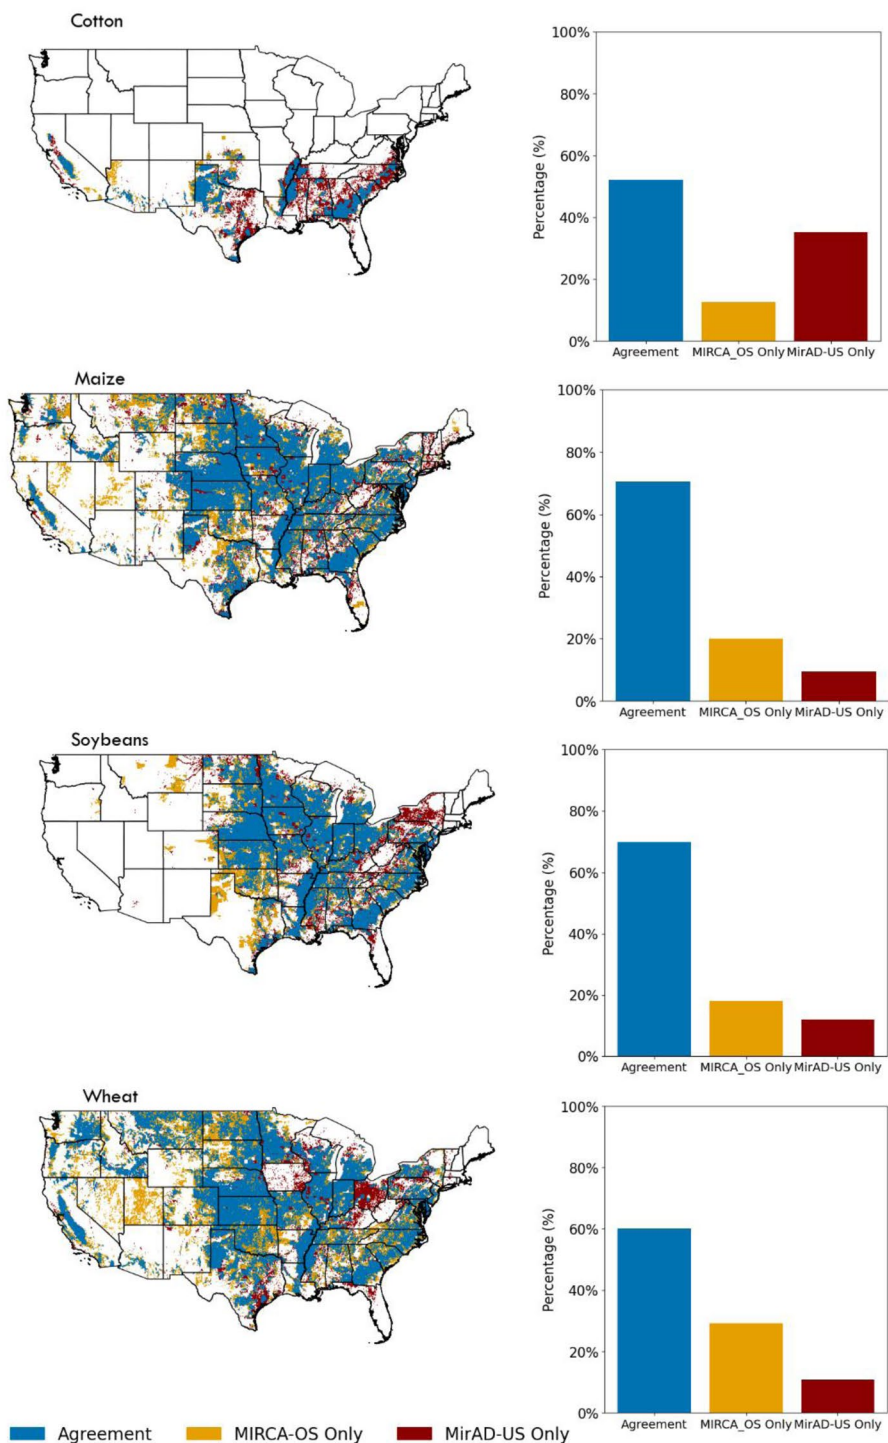 Cotton
100%
80%
60%
40%
20%
0%
Percentage (%)
Agreement MIRCA_OS Only MirAD-US Only
Maize
100%
80%
60%
40%
20%
0%
Percentage (%)
Agreement MIRCA_OS Only MirAD-US Only
Soybeans
100%
80%
60%
40%
20%
0%
Percentage (%)
Agreement MIRCA_OS Only MirAD-US Only
Wheat
100%
80%
60%
40%
20%
0%
Percentage (%)
Agreement MIRCA_OS Only MirAD-US Only
Agreement MIRCA-OS Only MirAD-US Only